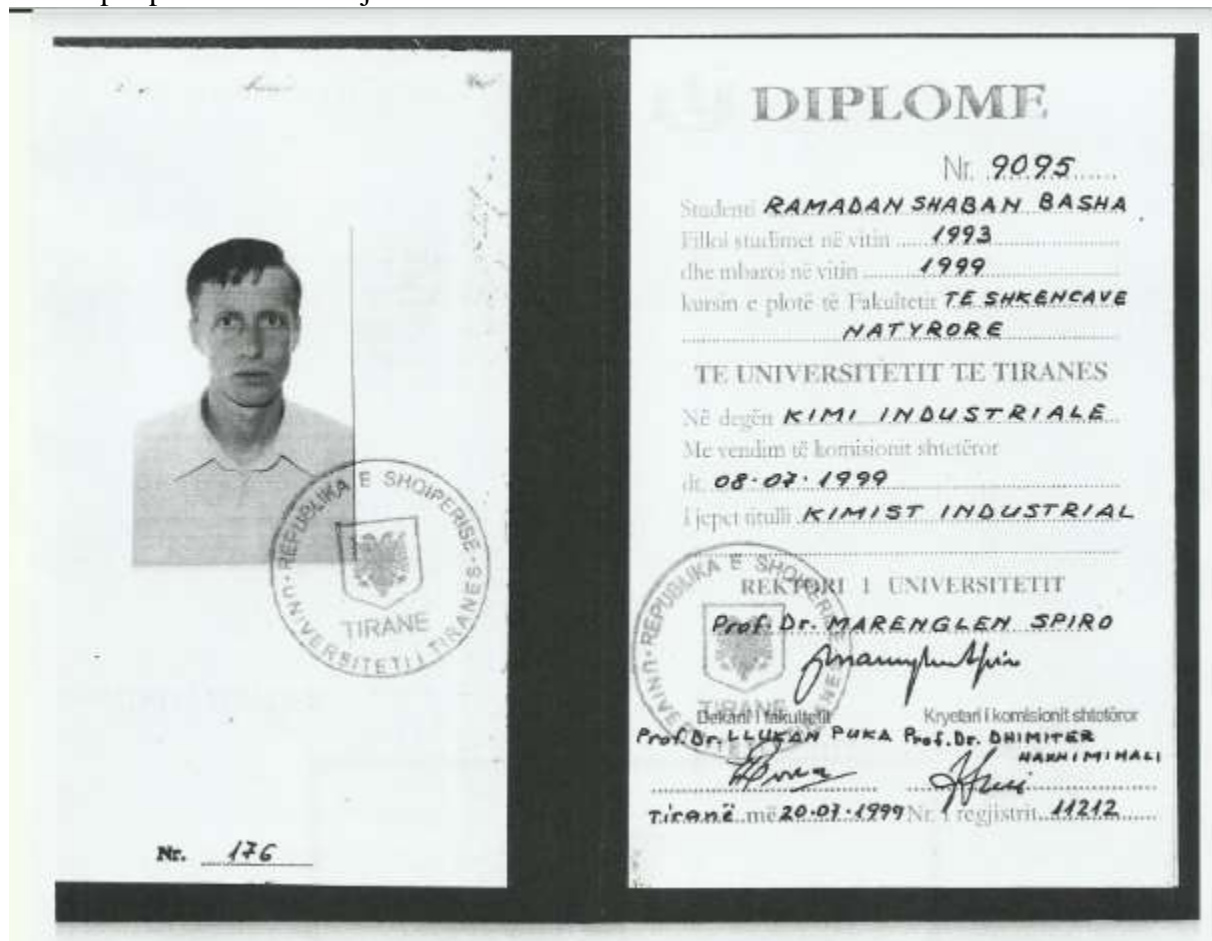 REPUBLIKA E SHQIPERISE
UNIVERSITETI I TIRANES
TIRANE
Nr. 176
DIPLOME
Nr. 9095
Studenti RAMADAN SHABAN BASHA
Filloi studimet në vitin 1993
dhe mbaroi në vitin 1999
kursin e plotë të Fakultetit TE SHKENCAVE
NATYRORE
TE UNIVERSITETIT TE TIRANES
Në degën KIMI INDUSTRIALE
Me vendim të komisionit shtetëror
dt. 08.07.1999
I jepet titulli KIMIST INDUSTRIAL
REKTORI I UNIVERSITETIT
Prof. Dr. MARENGLEN SPIRO
REPUBLIKA E SHQIPERISE
UNIVERSITETI I TIRANES
TIRANE
Dekani i fakultetit Kryetari i komisionit shtetëror
Prof. Dr. LLUKAN PUKA Prof. Dr. DHIMITER
HAXHIMIHALI
Tiranë më 20.07.1999 Nr. i regjistrit 11212